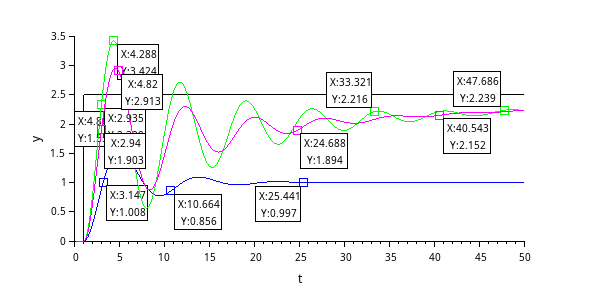 3.5
3
2.5
2
1.5
1
0.5
0
y
0
5
10
15
20
25
30
35
40
45
50
t
X:4.288
Y:3.424
X:4.82
Y:2.913
X:2.94
Y:1.903
X:3.147
Y:1.008
X:10.664
Y:0.856
X:25.441
Y:0.997
X:24.688
Y:1.894
X:33.321
Y:2.216
X:40.543
Y:2.152
X:47.686
Y:2.239